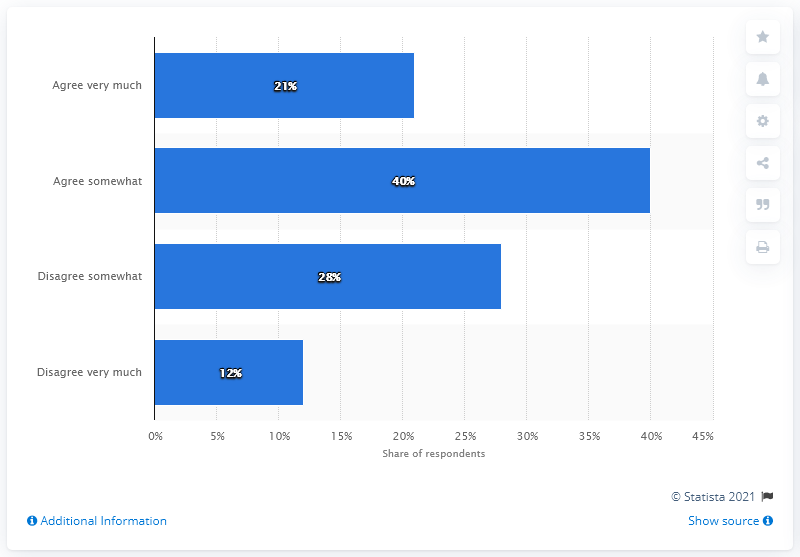 Agree very much
21%
Agree somewhat
40%
Disagree somewhat
28%
Disagree very much
12%
0% 5% 10% 15% 20% 25% 30% 35% 40% 45%
Share of respondents
© Statista 2021
Additional Information
Show source